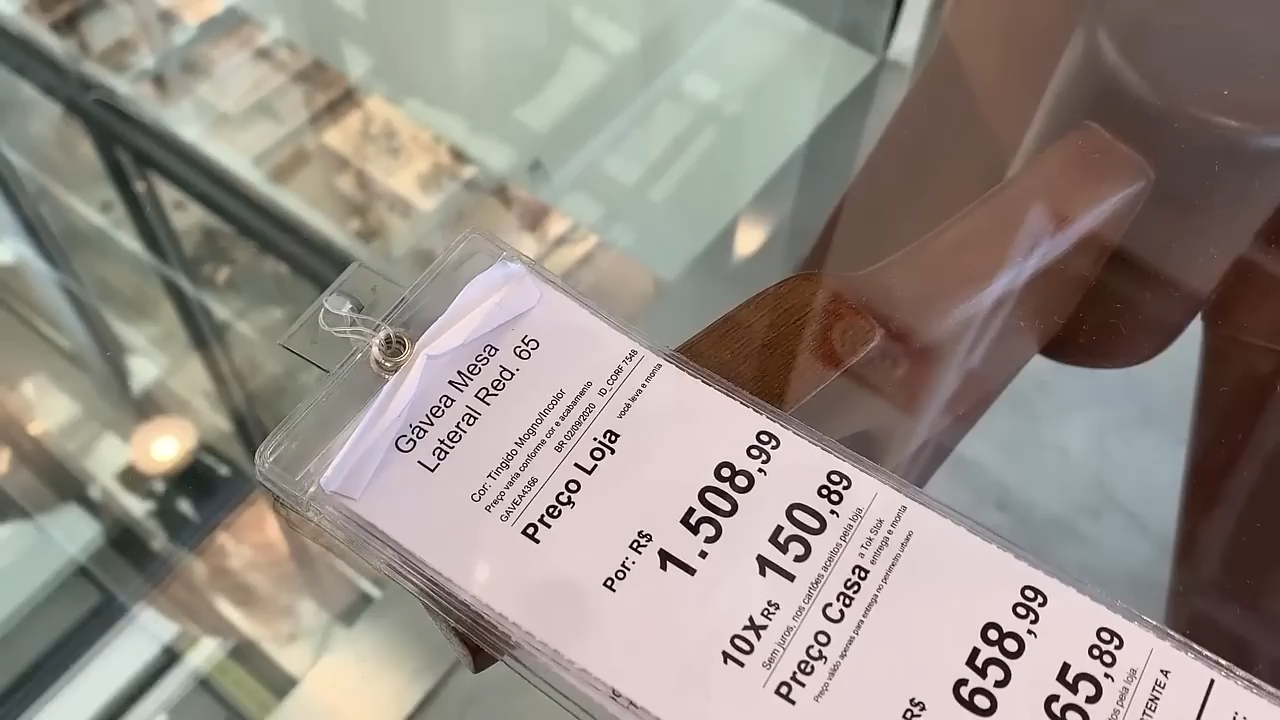 Gávea Mesa
Lateral Red. 65
Cor: Tingido Mogno/Incolor
Preço varia conforme cor e acabamento
GAVEA4366 BR 02/09/2020 ID_CORF 7548
Preço Loja você leva e monta
Por: R$ 1.508,99
10X R$ 150,89
Sem juros, nos cartões aceitos pela loja.
Preço Casa a Tok Stok entrega e monta
Preço válido apenas para entrega no perímetro urbano
R$ 658,99
65,89
pela loja.